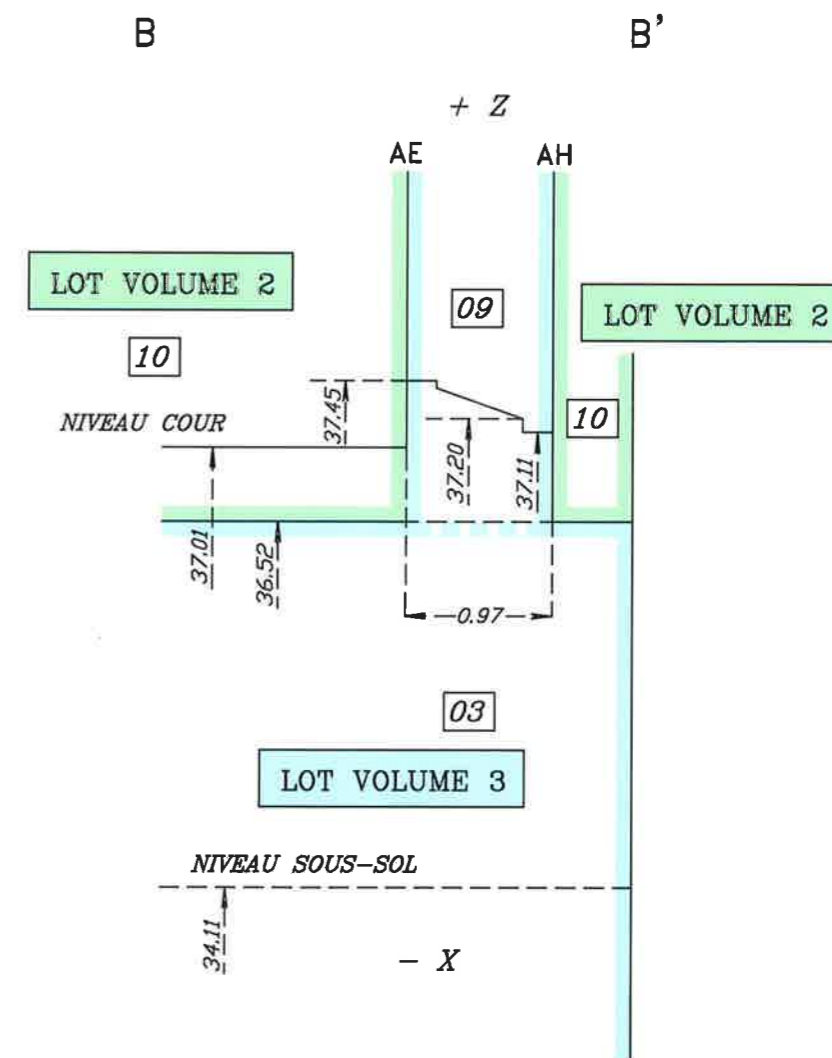 B B'
+ Z
AE AH
LOT VOLUME 2
09
LOT VOLUME 2
10
37.45
NIVEAU COUR
10
37.20
37.11
37.01
36.52
0.97
03
LOT VOLUME 3
NIVEAU SOUS-SOL
34.11
- X